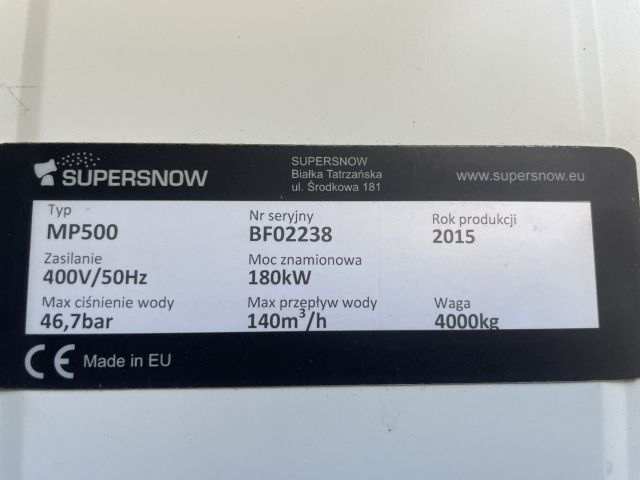 SUPERSNOW
SUPERSNOW
Białka Tatrzańska
ul. Środkowa 181
www.supersnow.eu
Typ
MP500
Nr seryjny
BF02238
Rok produkcji
2015
Zasilanie
400V/50Hz
Moc znamionowa
180kW
Max ciśnienie wody
46,7bar
Max przepływ wody
140m³/h
Waga
4000kg
CE Made in EU